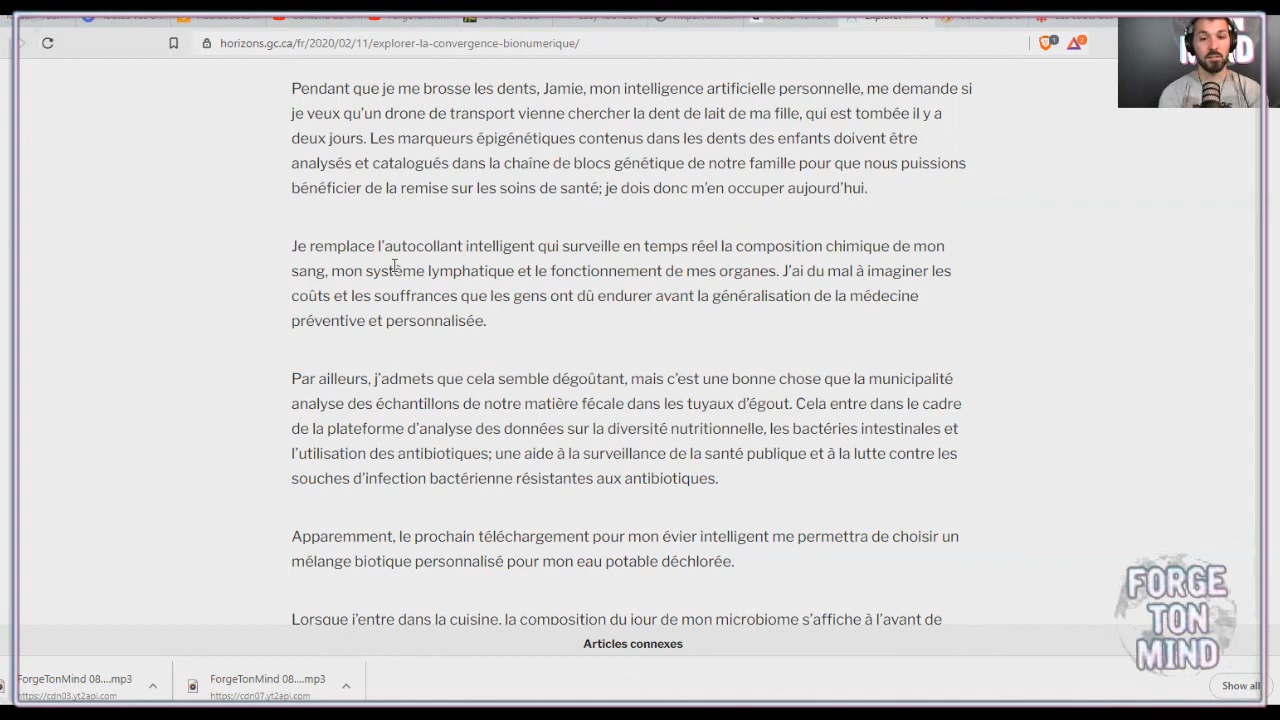 horizons.gc.ca/fr/2020/02/11/explorer-la-convergence-bionumerique/
1
2
MIND
Pendant que je me brosse les dents, Jamie, mon intelligence artificielle personnelle, me demande si
je veux qu'un drone de transport vienne chercher la dent de lait de ma fille, qui est tombée il y a
deux jours. Les marqueurs épigénétiques contenus dans les dents des enfants doivent être
analysés et catalogués dans la chaîne de blocs génétique de notre famille pour que nous puissions
bénéficier de la remise sur les soins de santé; je dois donc m'en occuper aujourd'hui.
Je remplace l'autocollant intelligent qui surveille en temps réel la composition chimique de mon
sang, mon système lymphatique et le fonctionnement de mes organes. J'ai du mal à imaginer les
coûts et les souffrances que les gens ont dû endurer avant la généralisation de la médecine
préventive et personnalisée.
Par ailleurs, j'admets que cela semble dégoûtant, mais c'est une bonne chose que la municipalité
analyse des échantillons de notre matière fécale dans les tuyaux d'égout. Cela entre dans le cadre
de la plateforme d'analyse des données sur la diversité nutritionnelle, les bactéries intestinales et
l'utilisation des antibiotiques; une aide à la surveillance de la santé publique et à la lutte contre les
souches d'infection bactérienne résistantes aux antibiotiques.
Apparemment, le prochain téléchargement pour mon évier intelligent me permettra de choisir un
mélange biotique personnalisé pour mon eau potable déchlorée.
Lorsque j'entre dans la cuisine, la composition du jour de mon microbiome s'affiche à l'avant de
Articles connexes
FORGE
TON
MIND
ForgeTonMind 08....mp3
https://cdn03.yt2api.com
ForgeTonMind 08....mp3
https://cdn07.yt2api.com
Show all